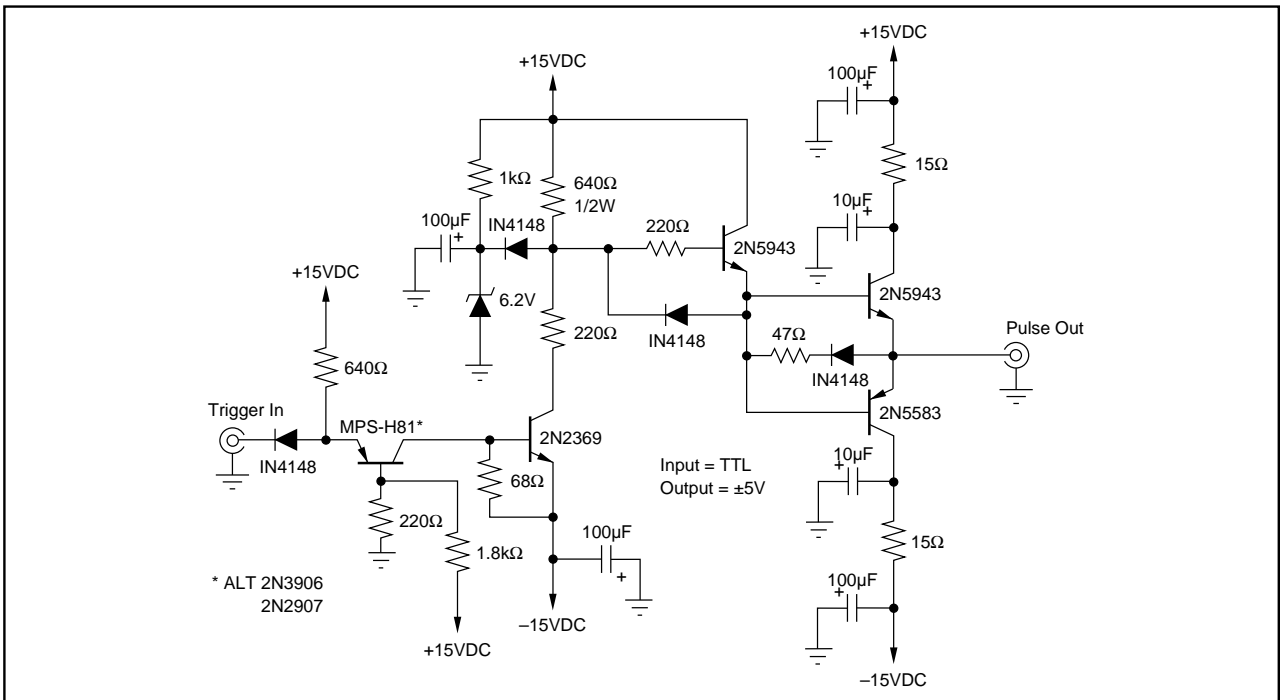 +15VDC
100µF
+
+15VDC
15Ω
1kΩ
640Ω
1/2W
10µF
+
100µF
+
IN4148
220Ω
2N5943
+15VDC
6.2V
2N5943
220Ω
IN4148
47Ω
Pulse Out
640Ω
IN4148
Trigger In
MPS-H81*
2N5583
2N2369
IN4148
10µF
+
68Ω
Input = TTL
Output = ±5V
220Ω
1.8kΩ
100µF
+
15Ω
* ALT 2N3906
2N2907
100µF
+
–15VDC
+15VDC
–15VDC